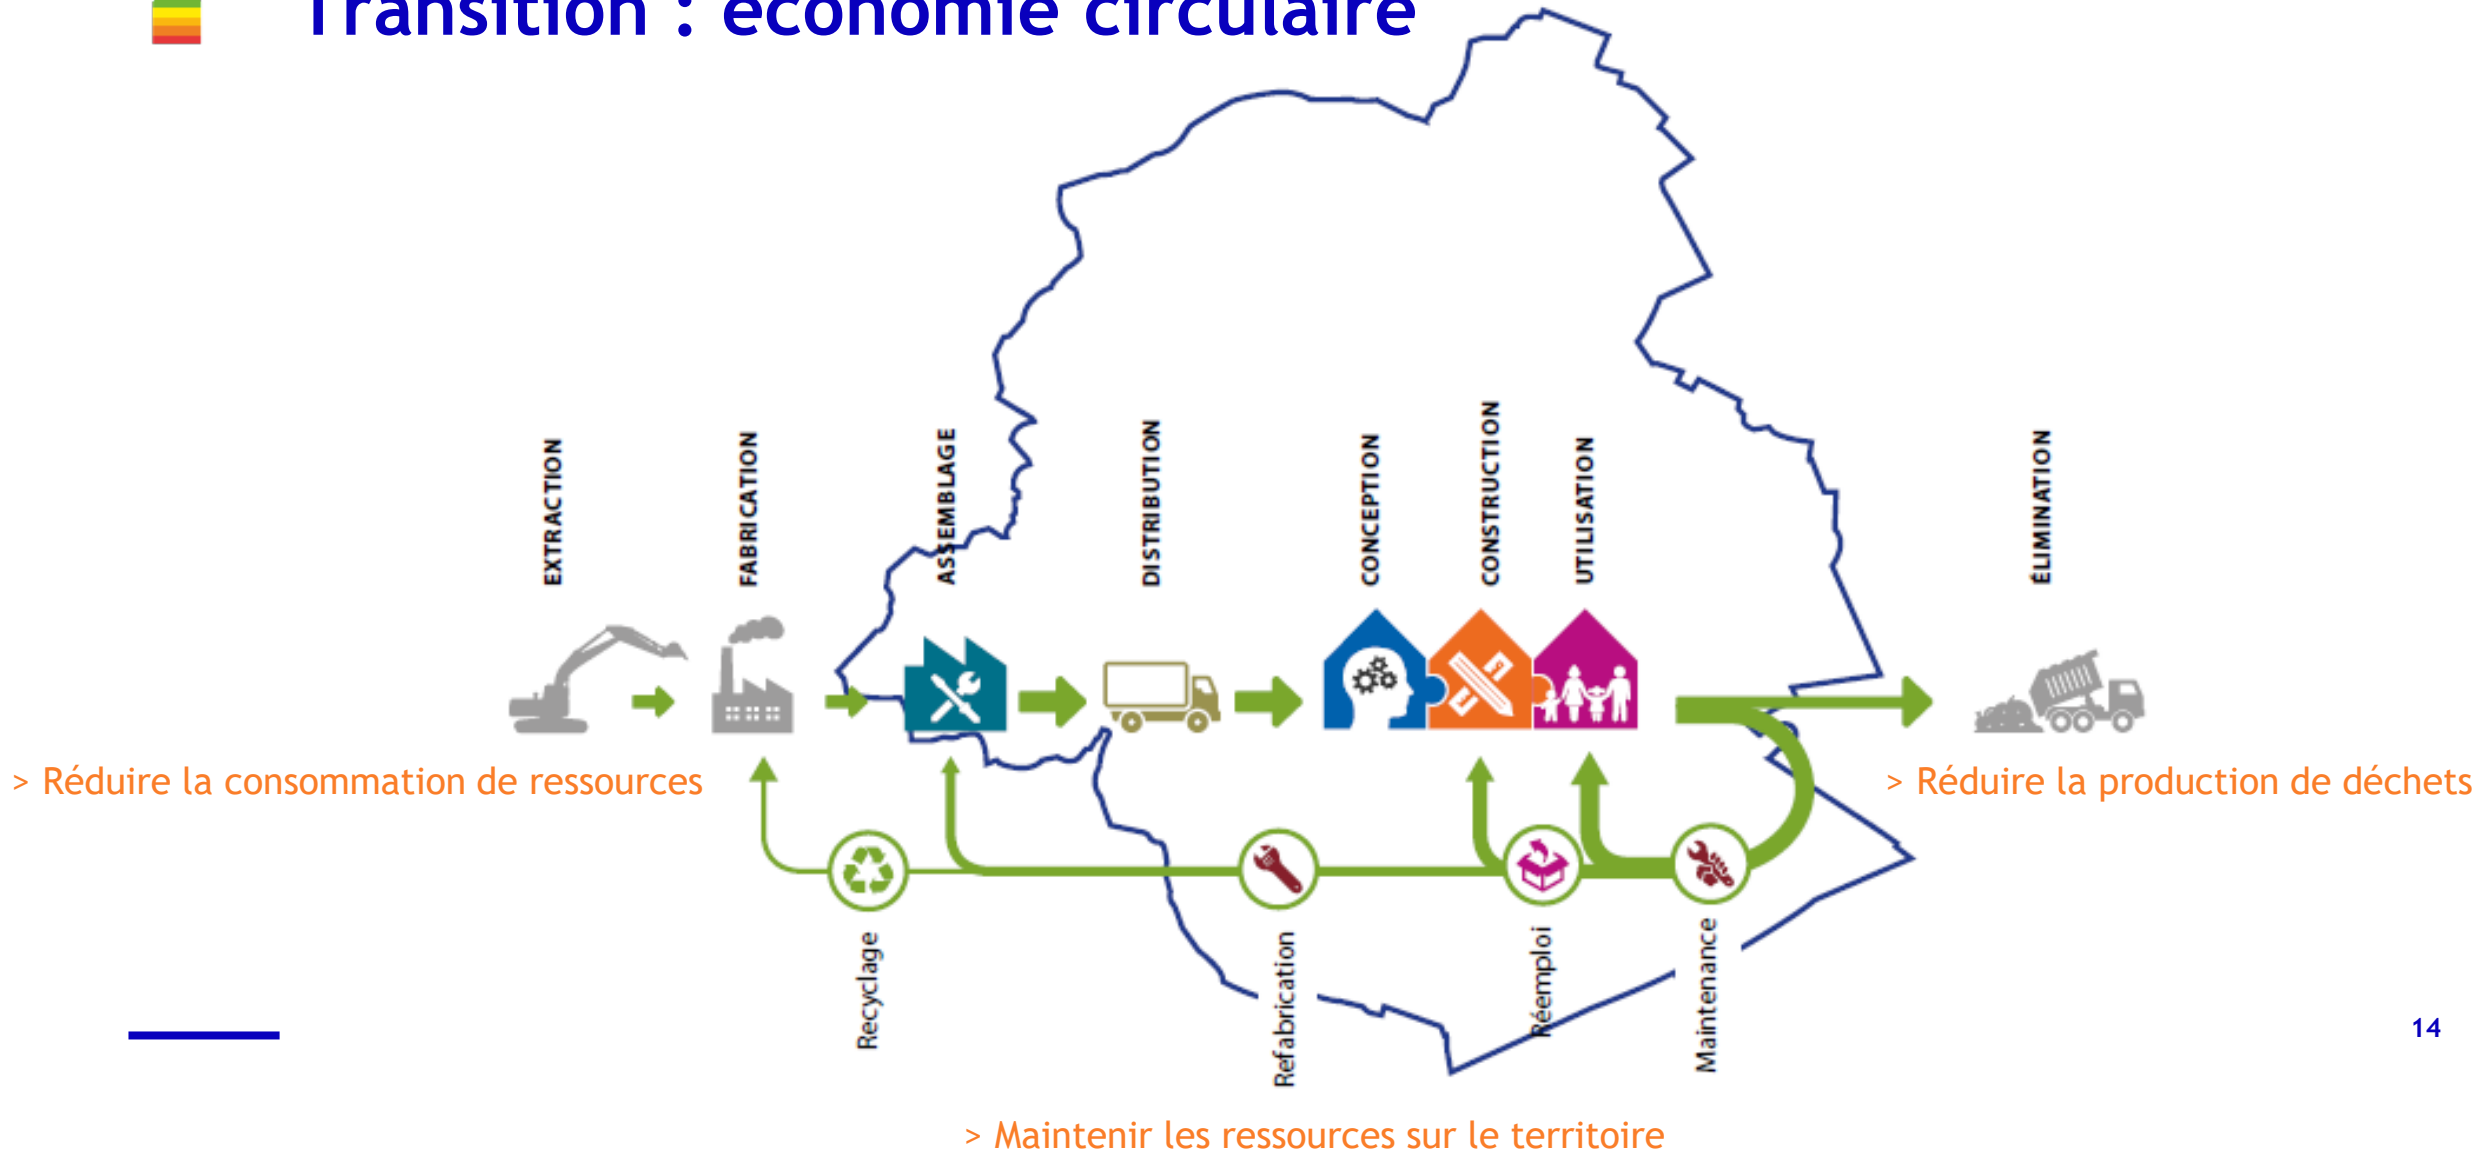 Transition : économie circulaire
EXTRACTION
FABRICATION
ASSEMBLAGE
DISTRIBUTION
CONCEPTION
CONSTRUCTION
UTILISATION
ÉLIMINATION
> Réduire la consommation de ressources
> Réduire la production de déchets
Recyclage
Refabrication
Réemploi
Maintenance
14
> Maintenir les ressources sur le territoire